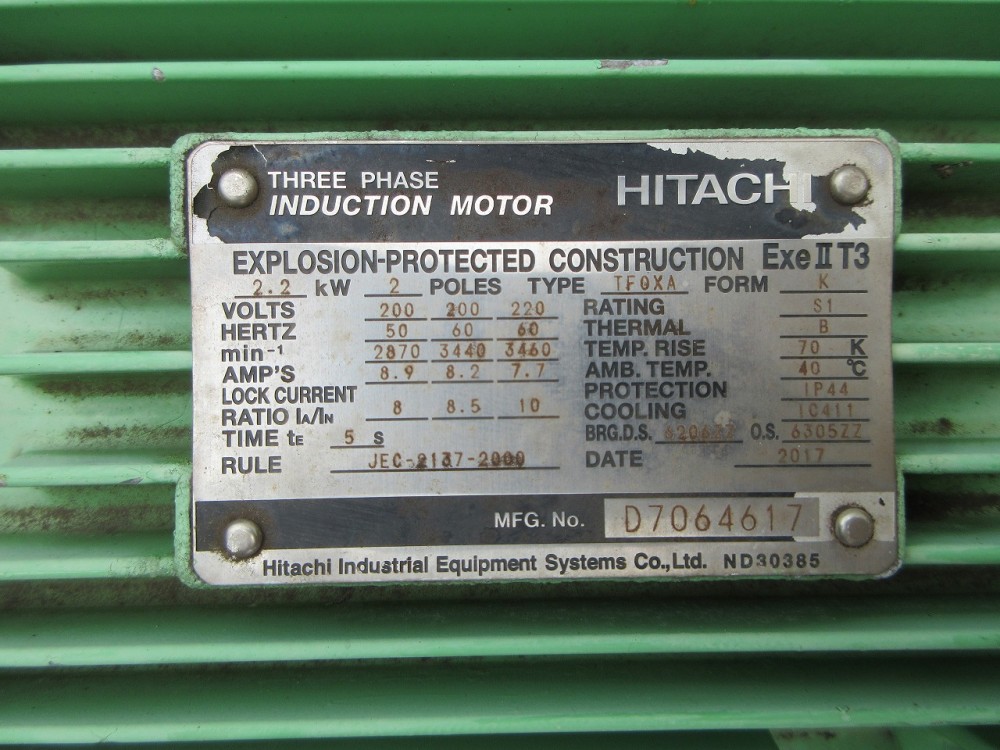 THREE PHASE
INDUCTION MOTOR
HITACHI
EXPLOSION-PROTECTED CONSTRUCTION Exe II T3
2.2 kW 2 POLES TYPE TFOXA FORM K
VOLTS 200 200 220
HERTZ 50 60 60
min-1 2870 3440 3460
AMP'S 8.9 8.2 7.7
LOCK CURRENT
RATIO IA/IN 8 8.5 10
TIME tE 5 S
RULE JEC-2137-2000
RATING S1
THERMAL B
TEMP. RISE 70 K
AMB. TEMP. 40 ℃
PROTECTION IP44
COOLING IC411
BRG.D.S. O.S. 6305ZZ
DATE 2017
MFG. No. D7064617
Hitachi Industrial Equipment Systems Co.,Ltd. ND30385